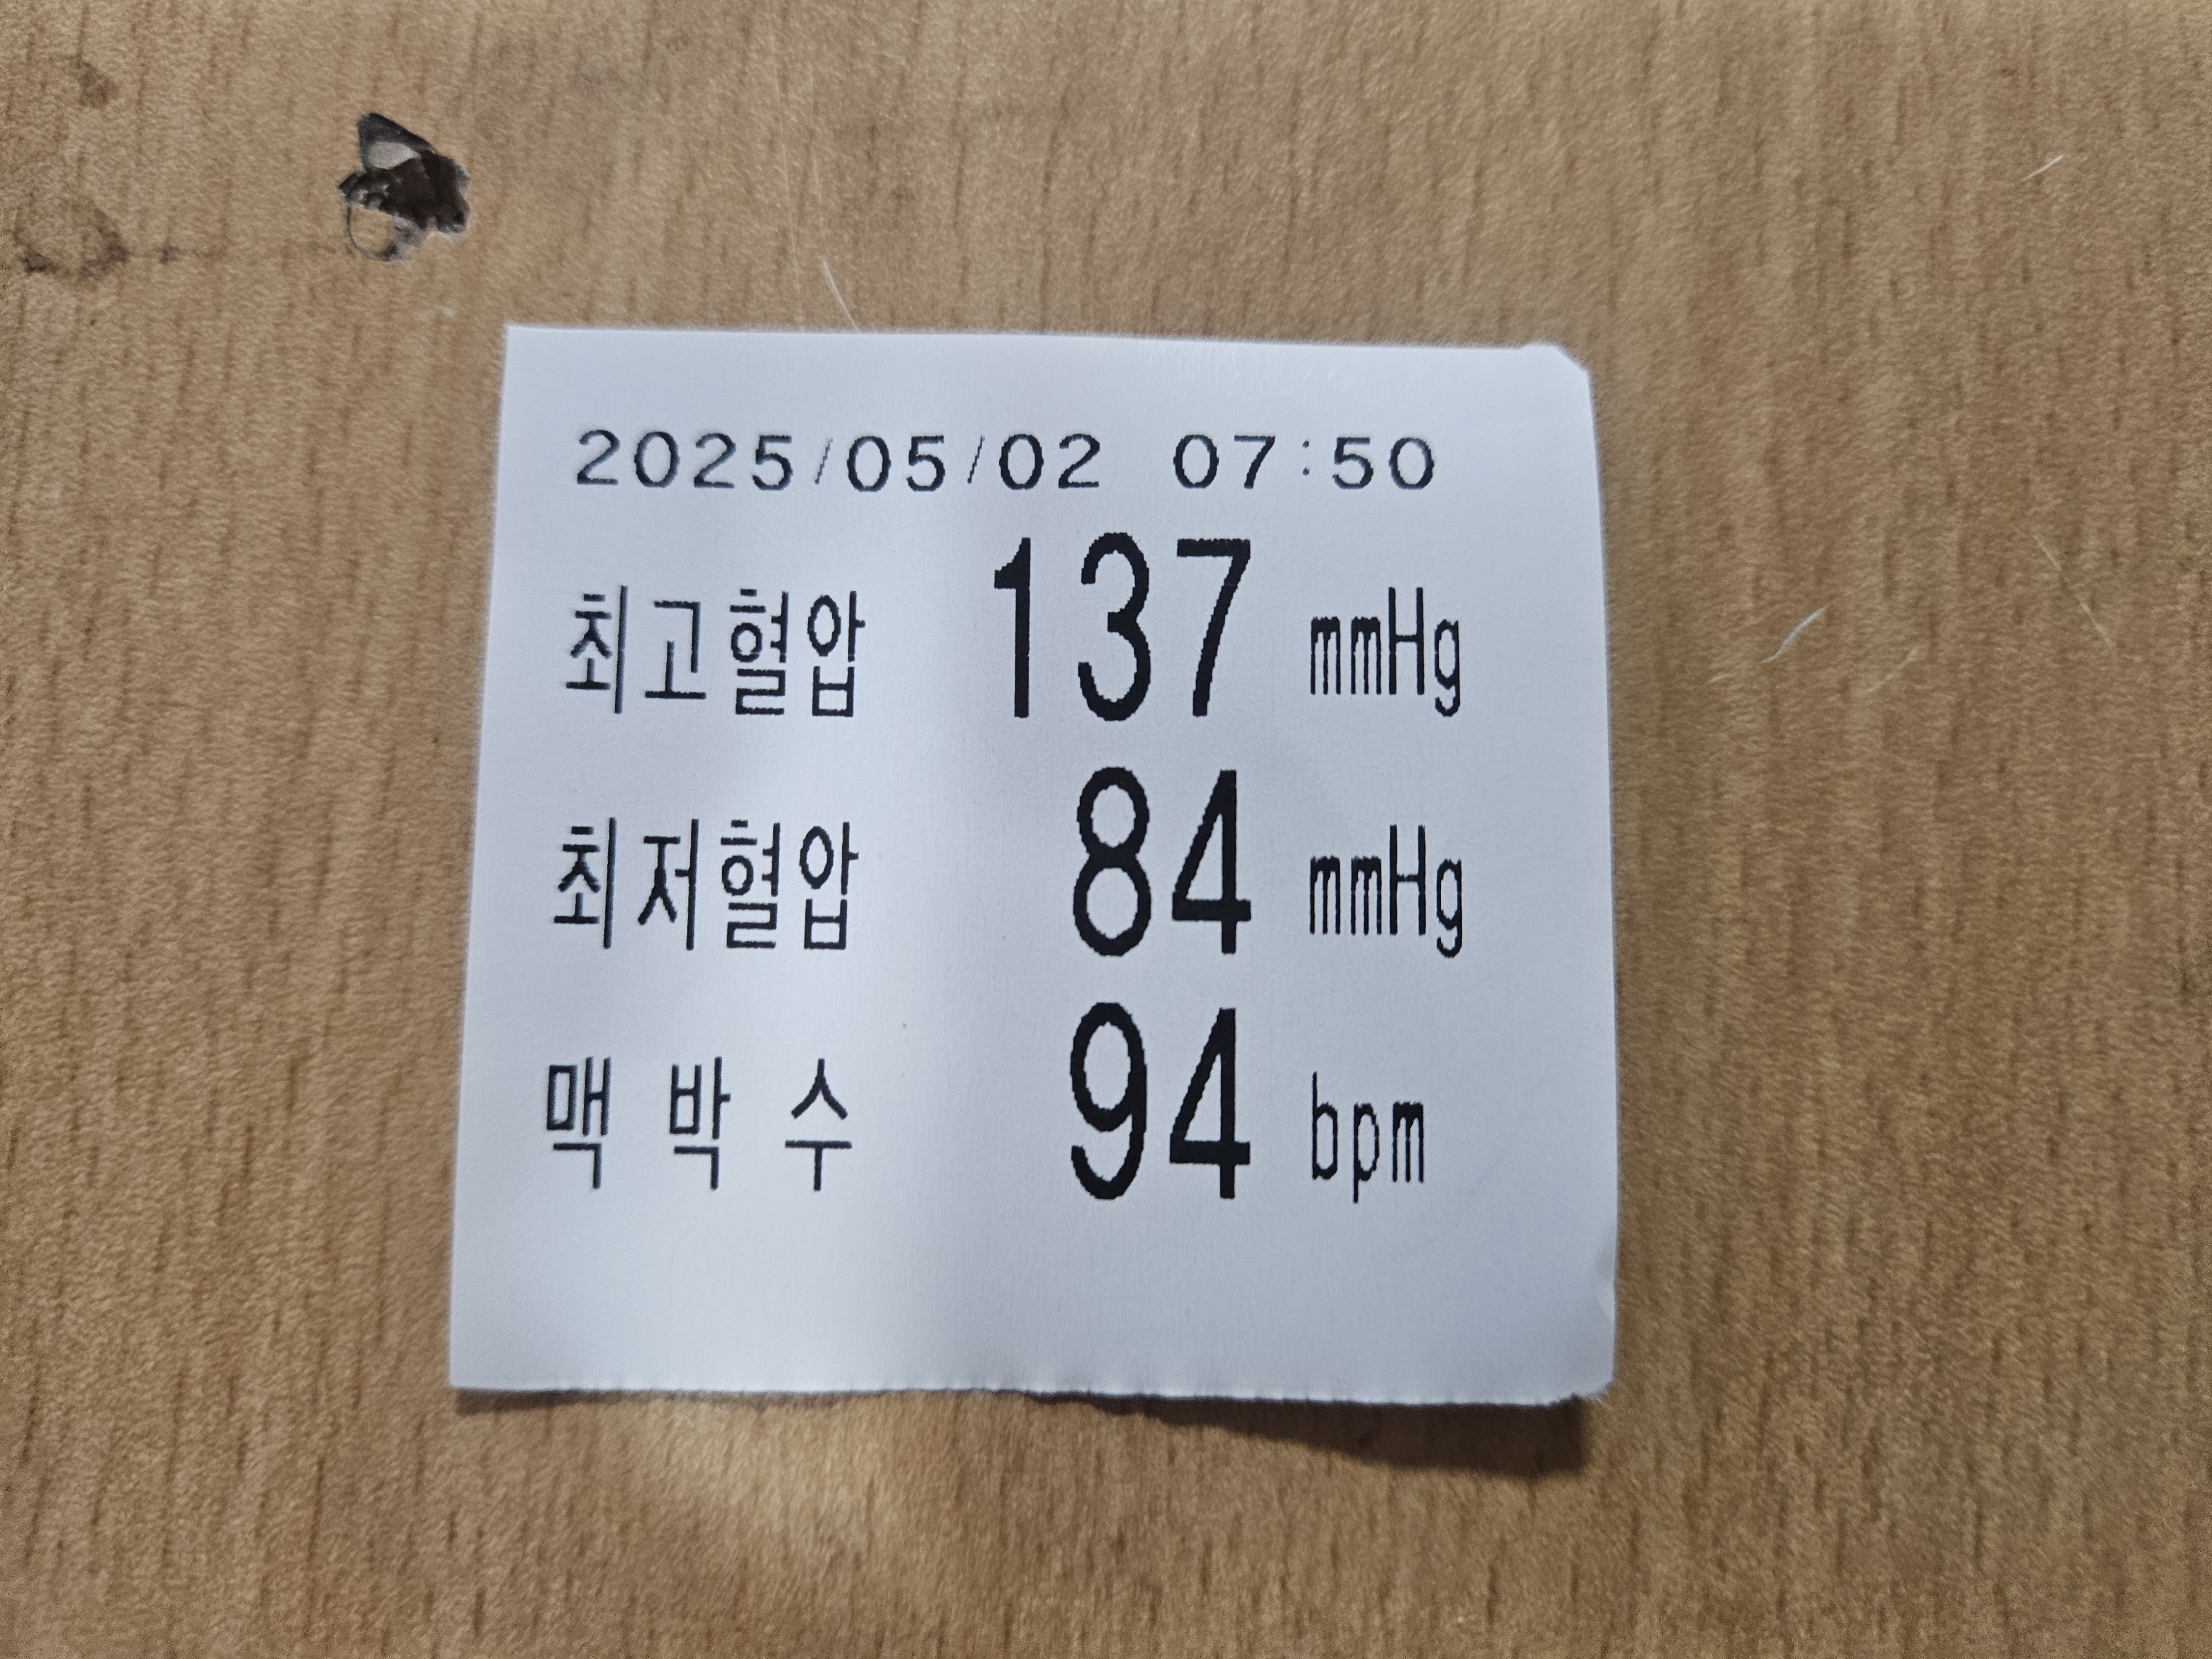 2025/05/02 07:50
최고혈압 137 mmHg
최저혈압 84 mmHg
맥 박 수 94 bpm